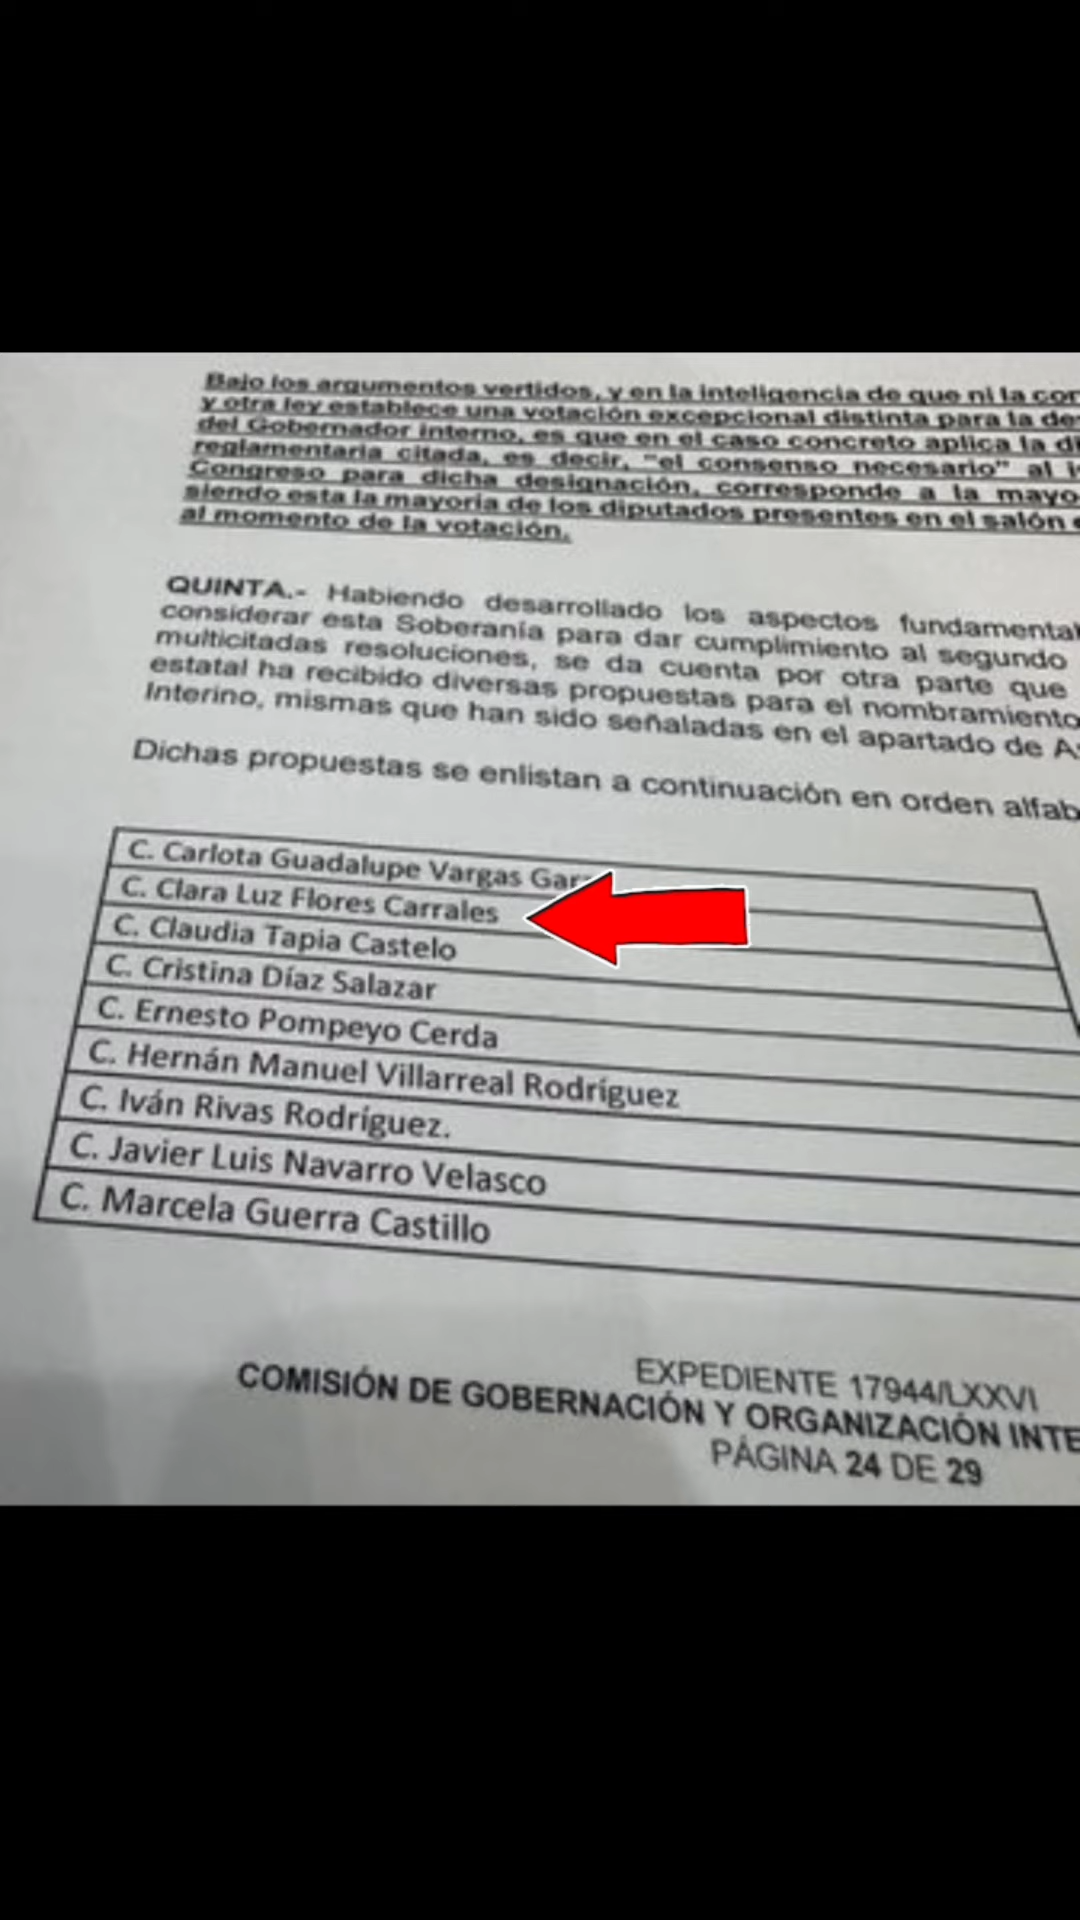 Bajo los argumentos vertidos, y en la inteligencia de que ni la
y otra ley establece una votación excepcional distinta para la
del Gobernador interno, es que en el caso concreto aplica la
reglamentaria citada, es decir, "el consenso necesario" al
Congreso para dicha designación, corresponde a la
siendo esta la mayoría de los diputados presentes en el salón
al momento de la votación.
QUINTA.- Habiendo desarrollado los aspectos
considerar esta Soberanía para dar cumplimiento al segundo
multicitadas resoluciones, se da cuenta por otra parte que
estatal ha recibido diversas propuestas para el nombramiento
Interino, mismas que han sido señaladas en el apartado de
Dichas propuestas se enlistan a continuación en orden
C. Carlota Guadalupe Vargas
C. Clara Luz Flores Carrales
C. Claudia Tapia Castelo
C. Cristina Díaz Salazar
C. Ernesto Pompeyo Cerda
C. Hernán Manuel Villarreal Rodríguez
C. Iván Rivas Rodríguez.
C. Javier Luis Navarro Velasco
C. Marcela Guerra Castillo
EXPEDIENTE 17944/LXXVI
COMISIÓN DE GOBERNACIÓN Y ORGANIZACIÓN
PÁGINA 24 DE 29